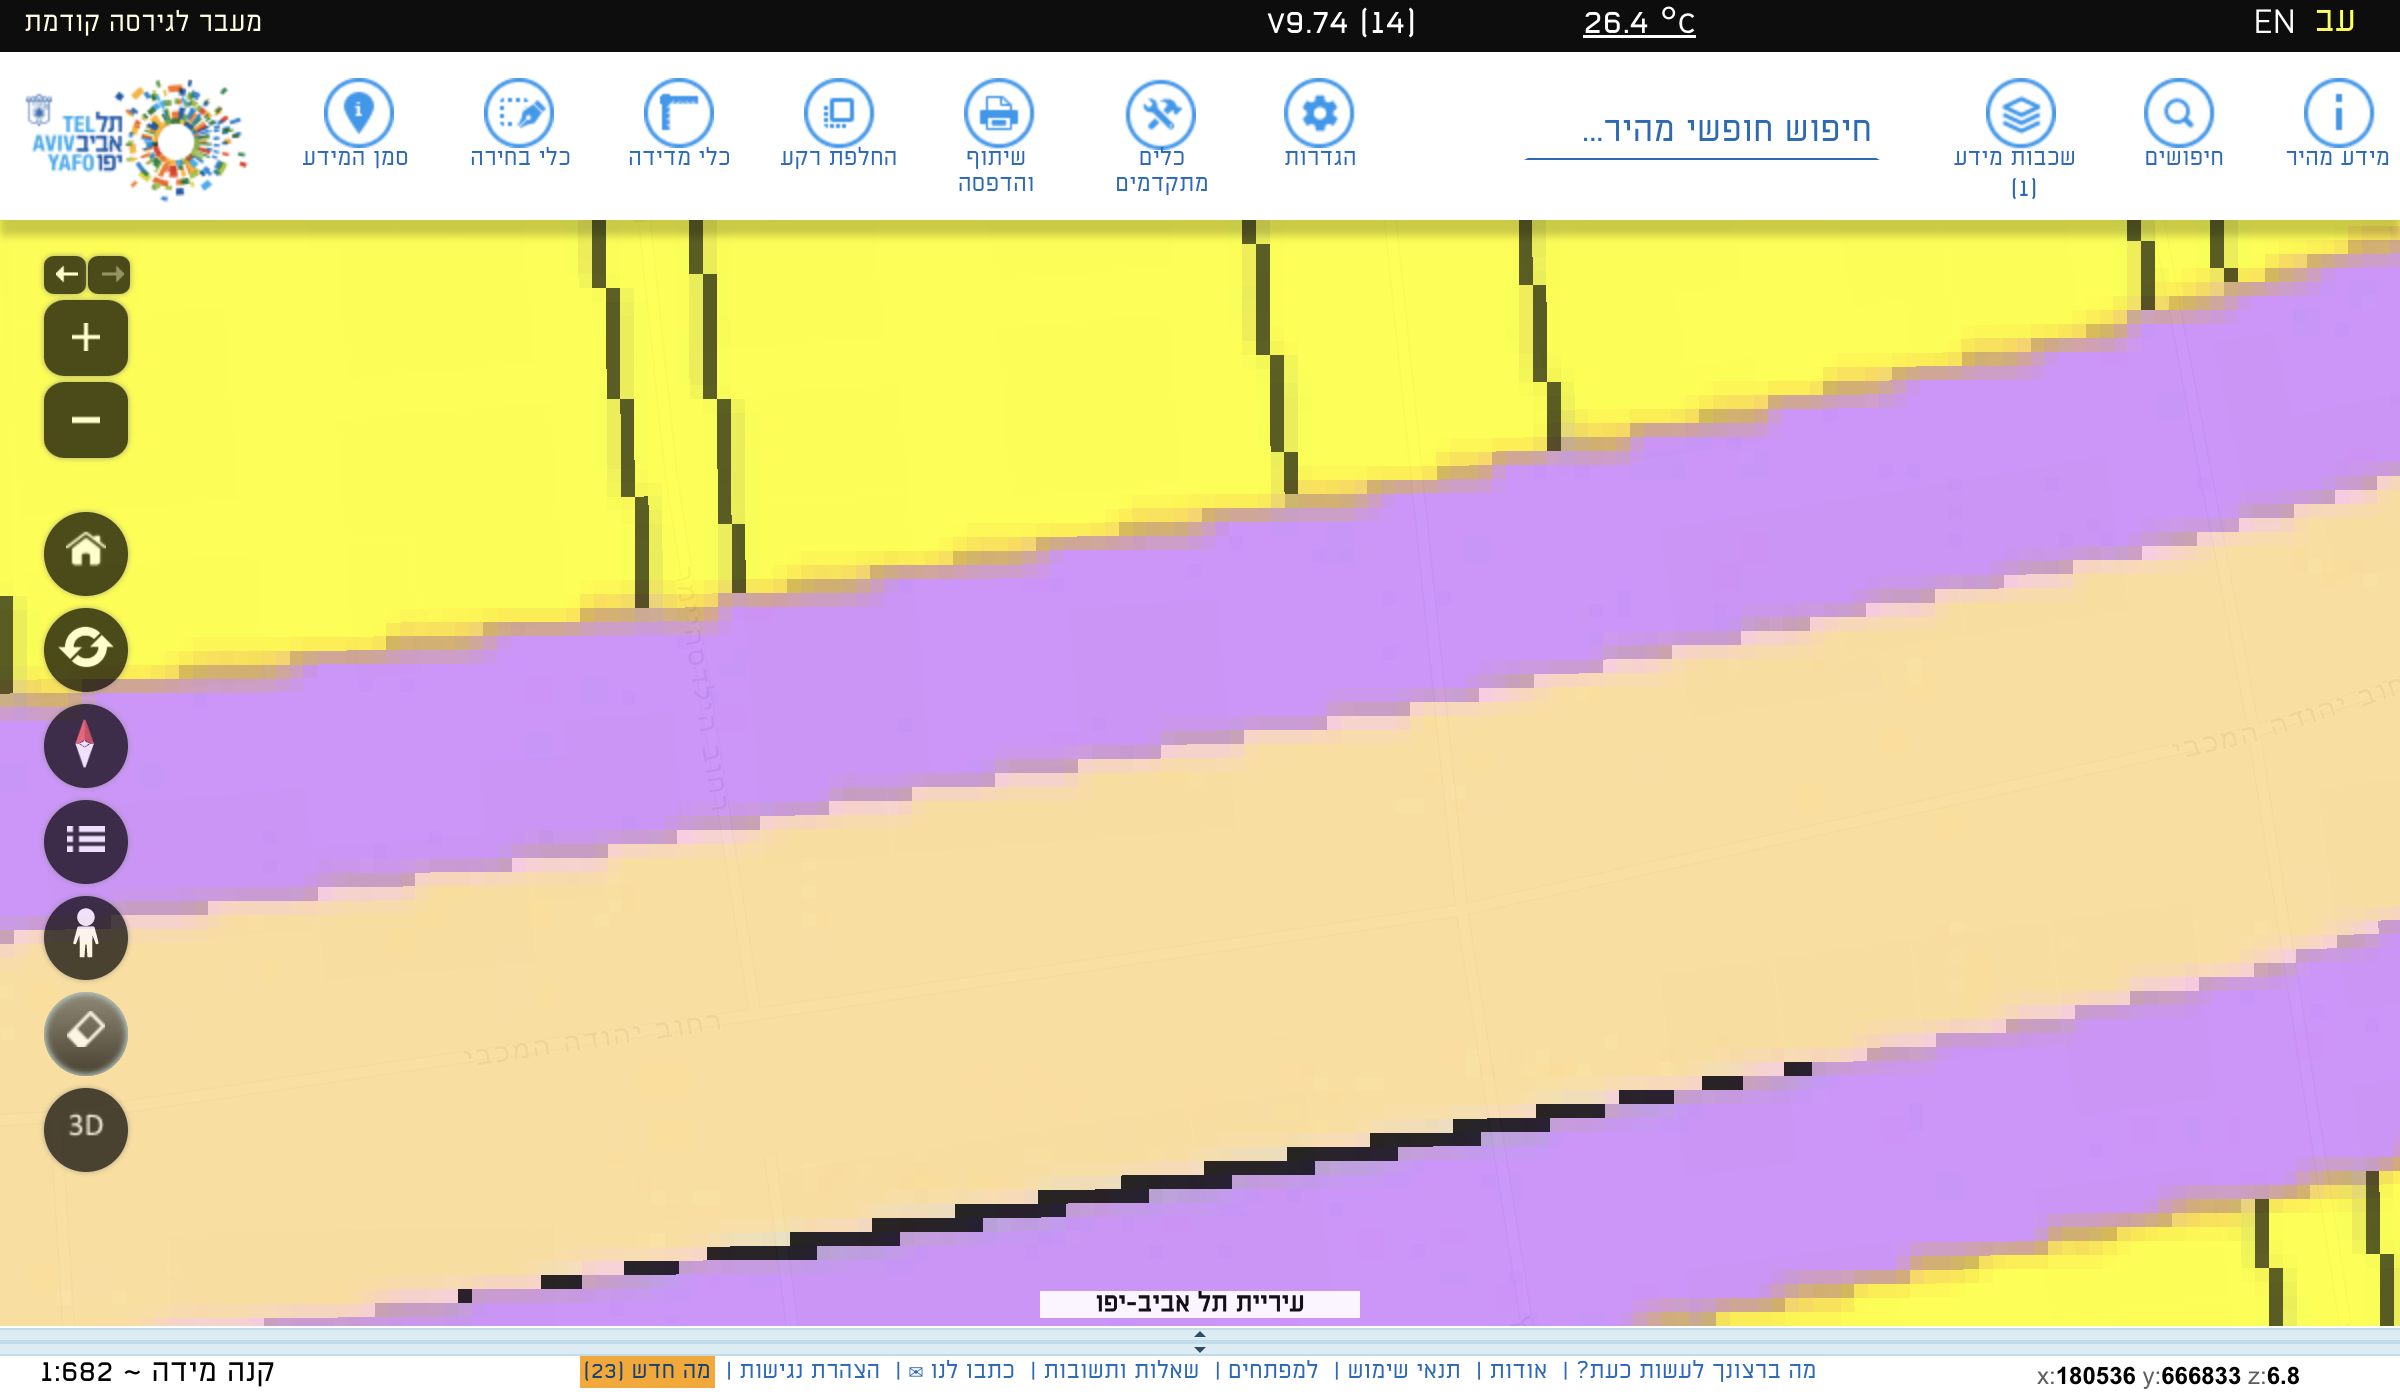 עב EN
26.4 °C
V9.74 (14)
מעבר לגירסה קודמת
מידע מהיר
חיפושים
שכבות מידע
(1)
חיפוש חופשי מהיר...
הגדרות
כלים
מתקדמים
שיתוף
והדפסה
החלפת רקע
כלי מדידה
כלי בחירה
סמן המידע
תל
אביב
יפו
TEL
AVIV
YAFO
רחוב יהודה המכבי
רחוב יהודה המכבי
3D
עיריית תל אביב-יפו
מה ברצונך לעשות כעת? | אודות | תנאי שימוש | למפתחים | שאלות ותשובות | כתבו לנו ✉ | הצהרת נגישות | מה חדש (23)
קנה מידה ~ 1:682
x:180536 y:666833 z:6.8